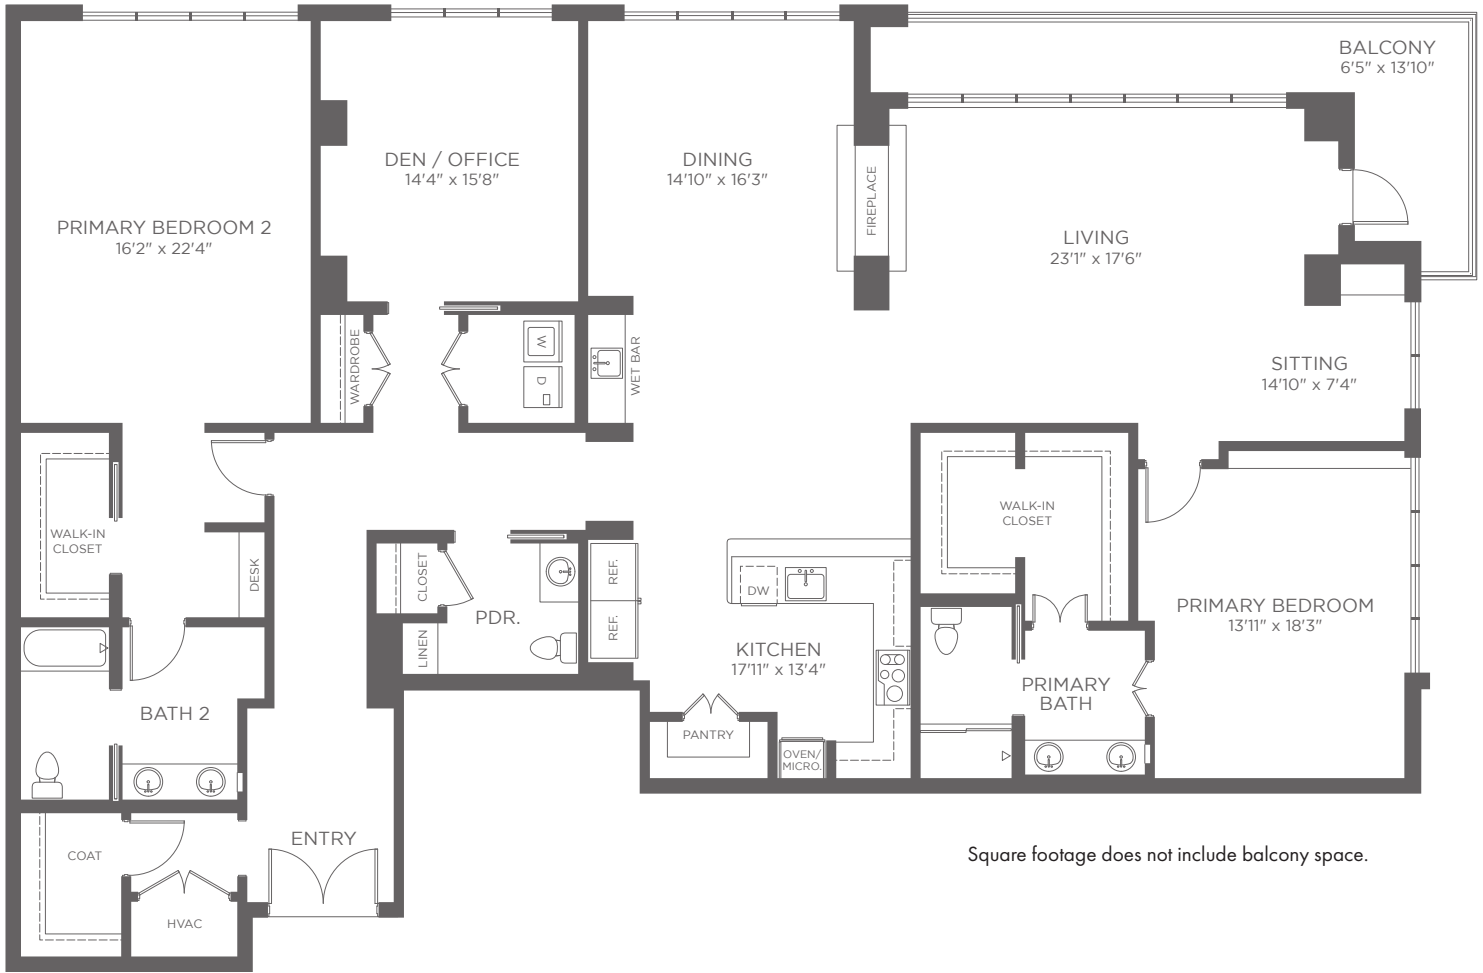 BALCONY
6'5" x 13'10"
DEN / OFFICE
14'4" x 15'8"
DINING
14'10" x 16'3"
FIREPLACE
PRIMARY BEDROOM 2
16'2" x 22'4"
LIVING
23'1" x 17'6"
WARDROBE
W
D
WET BAR
SITTING
14'10" x 7'4"
WALK-IN
CLOSET
DESK
WALK-IN
CLOSET
CLOSET
PDR.
LINEN
REF.
REF.
DW
KITCHEN
17'11" x 13'4"
PRIMARY BEDROOM
13'11" x 18'3"
PRIMARY
BATH
BATH 2
PANTRY
OVEN/
MICRO.
ENTRY
COAT
HVAC
Square footage does not include balcony space.